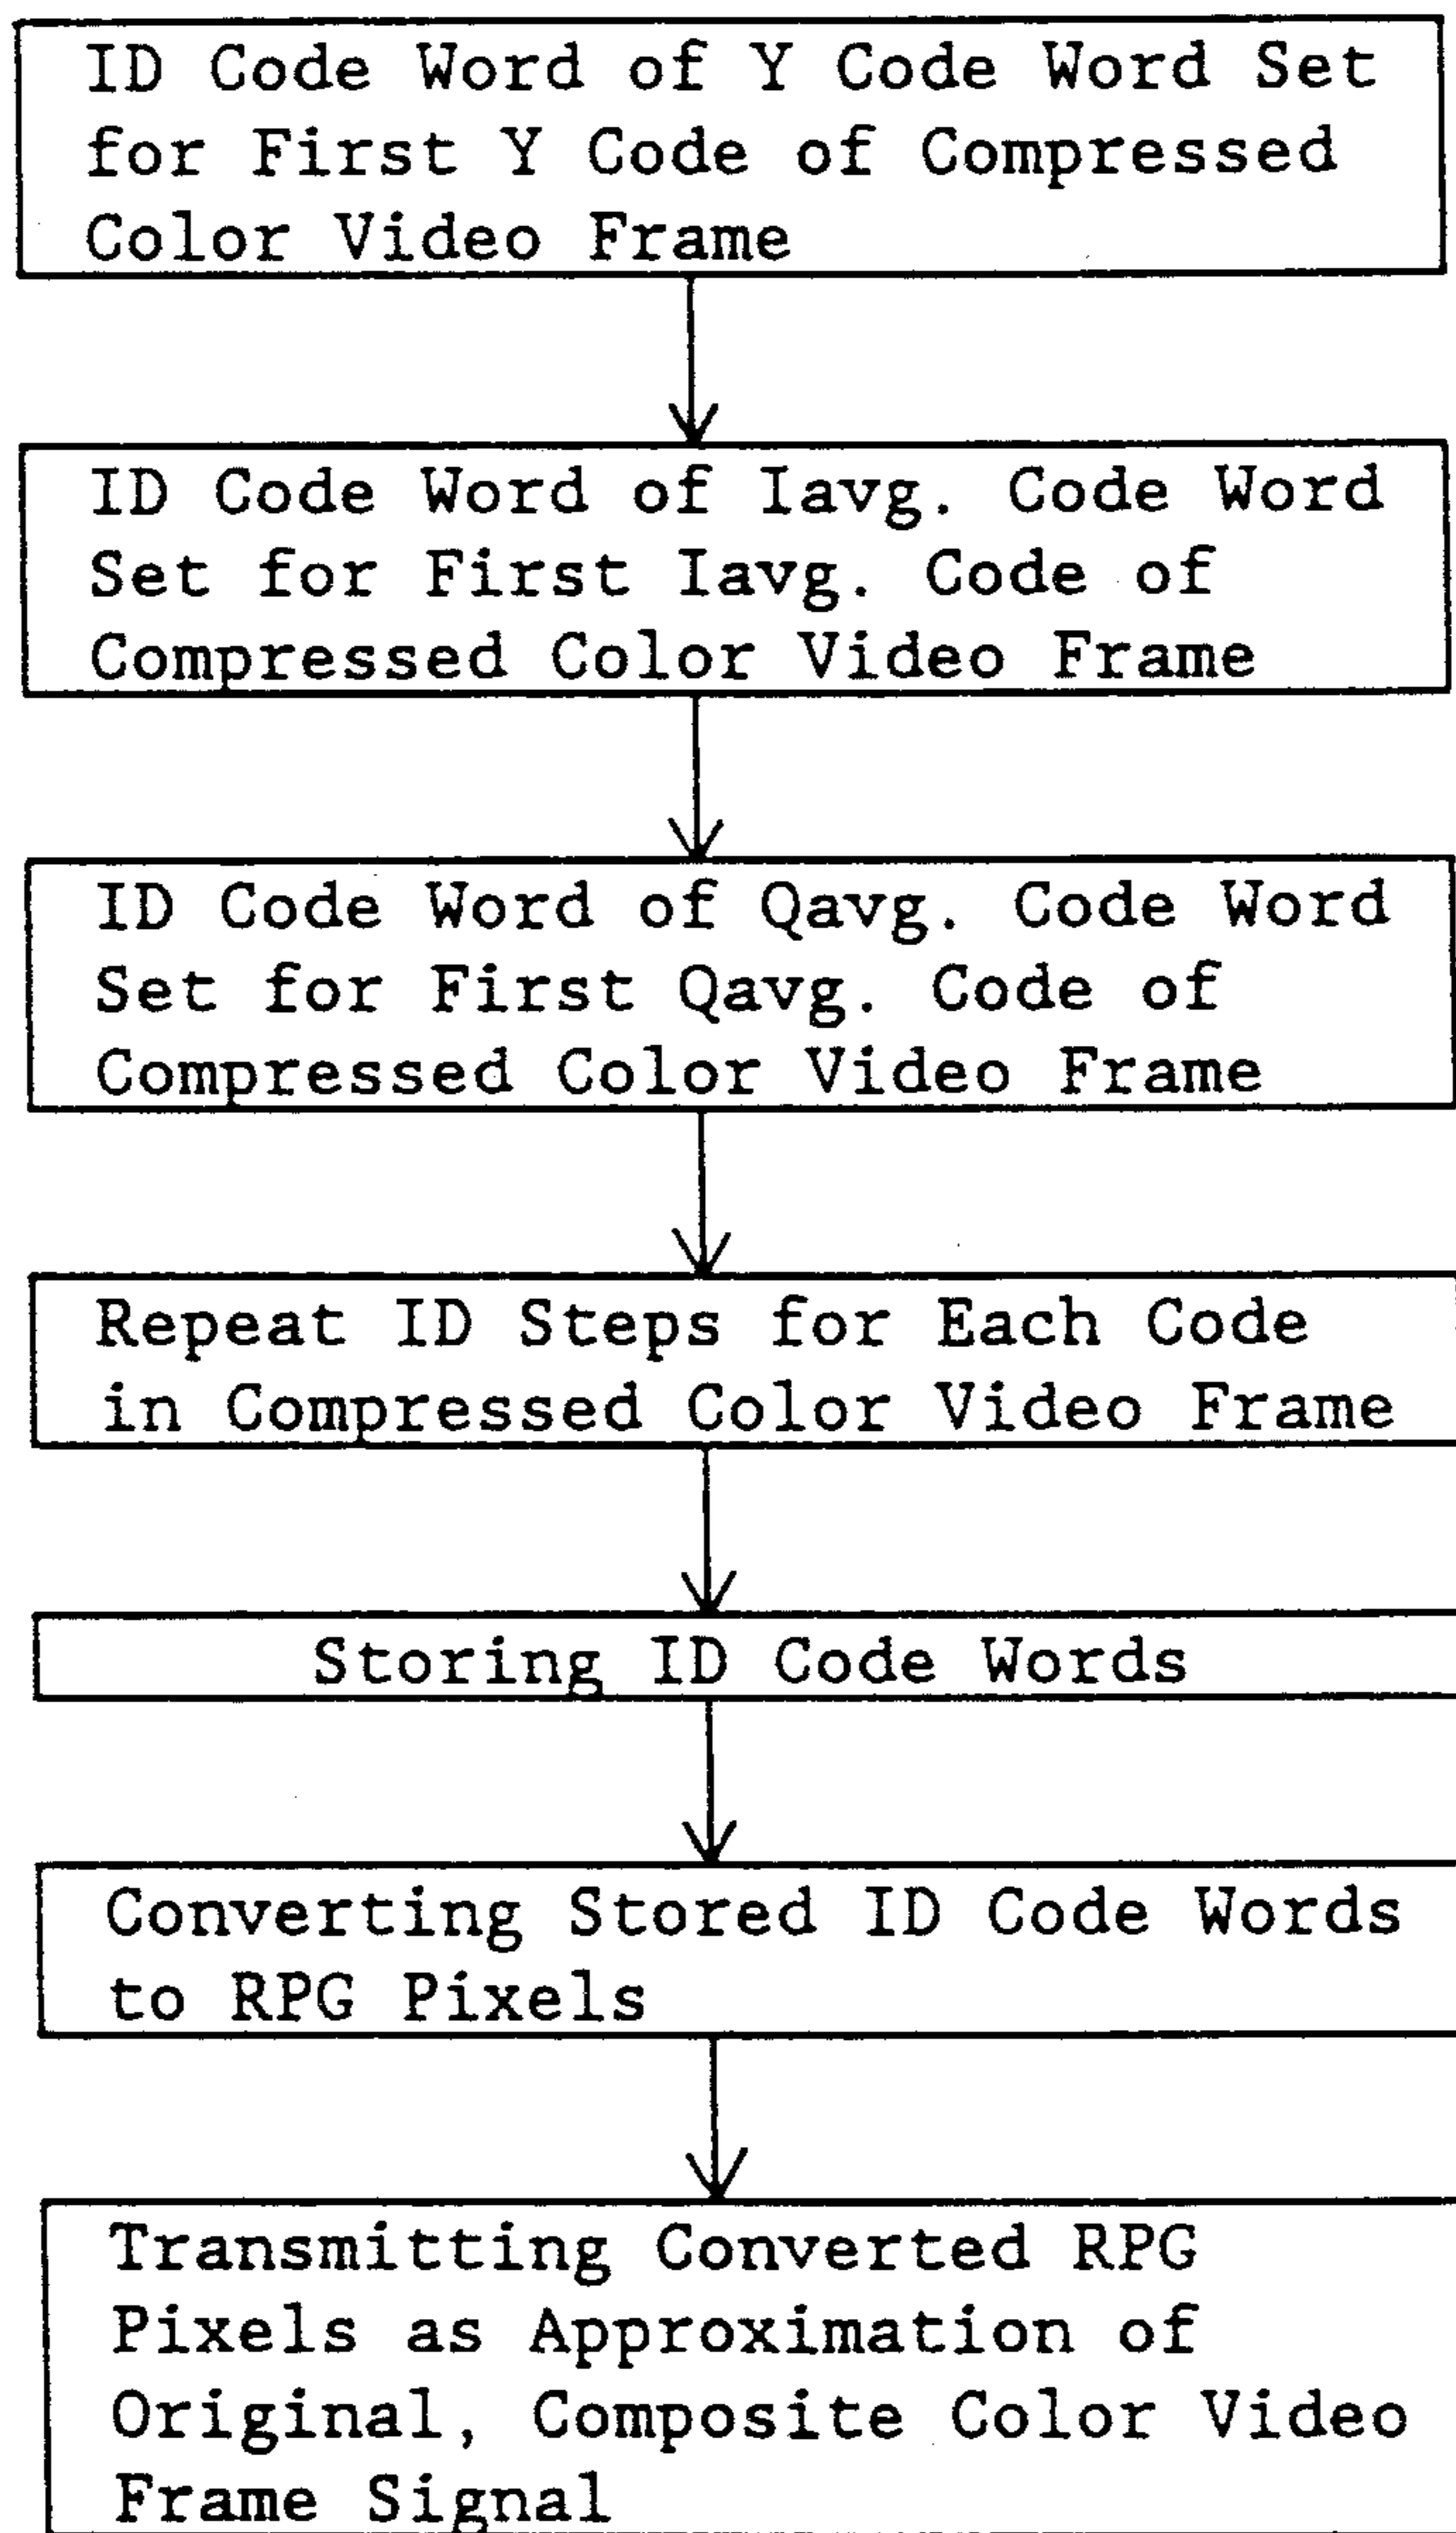 ID Code Word of Y Code Word Set
for First Y Code of Compressed
Color Video Frame
ID Code Word of Iavg. Code Word
Set for First Iavg. Code of
Compressed Color Video Frame
ID Code Word of Qavg. Code Word
Set for First Qavg. Code of
Compressed Color Video Frame
Repeat ID Steps for Each Code
in Compressed Color Video Frame
Storing ID Code Words
Converting Stored ID Code Words
to RPG Pixels
Transmitting Converted RPG
Pixels as Approximation of
Original, Composite Color Video
Frame Signal